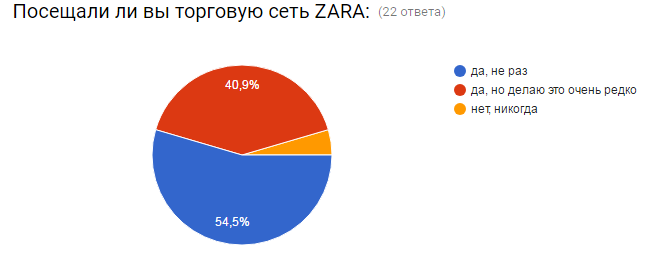 Посещали ли вы торговую сеть ZARA: (22 ответа)
да, не раз
40,9%
да, но делаю это очень редко
нет, никогда
54,5%